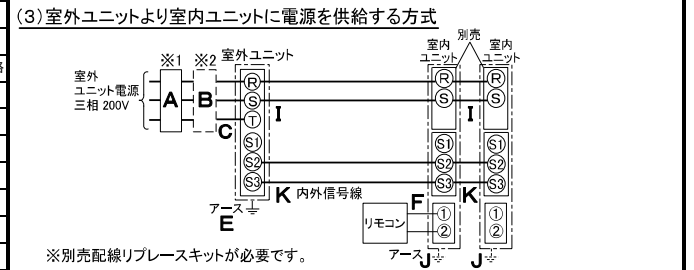 (3)室外ユニットより室内ユニットに電源を供給する方式
別売
※1 ※2 室外ユニット 室内ユニット 室内ユニット
室外
ユニット電源
三相 200V
A B C
R S T S1 S2 S3
I I
R S S1 S2 S3
R S S1 S2 S3
K 内外信号線 K
アース E
リモコン F ① ② ① ②
アース J J
※別売配線リプレースキットが必要です。